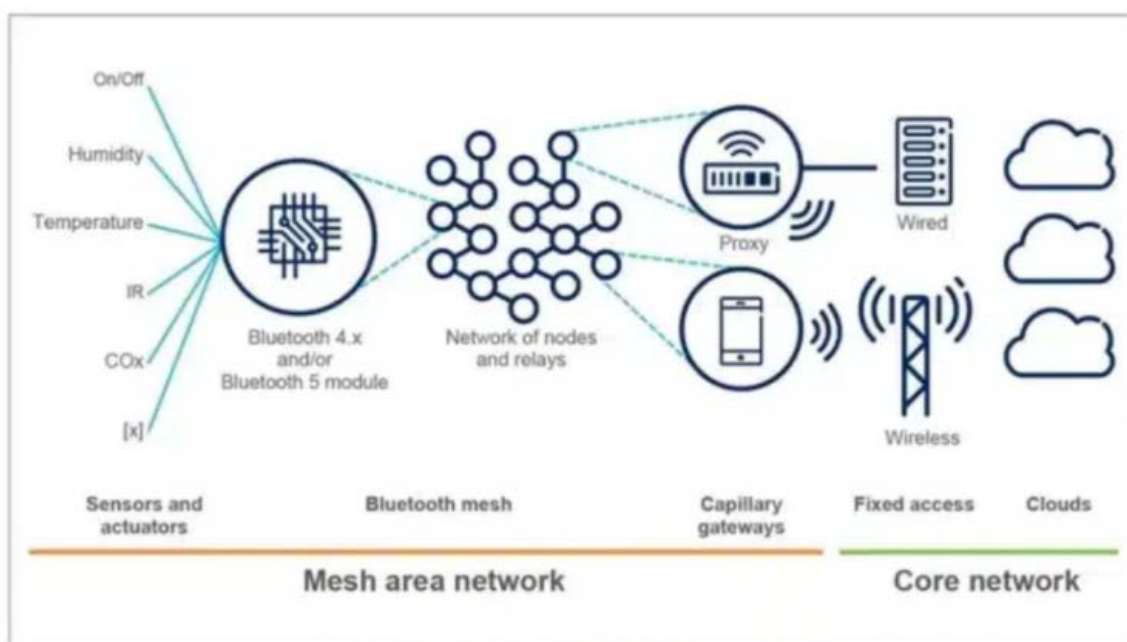 On/Off
Humidity
Temperature
IR
COx
[x]
Bluetooth 4.x
and/or
Bluetooth 5 module
Network of nodes
and relays
Proxy
Wired
Wireless
Sensors and
actuators
Bluetooth mesh
Capillary
gateways
Fixed access
Clouds
Mesh area network
Core network